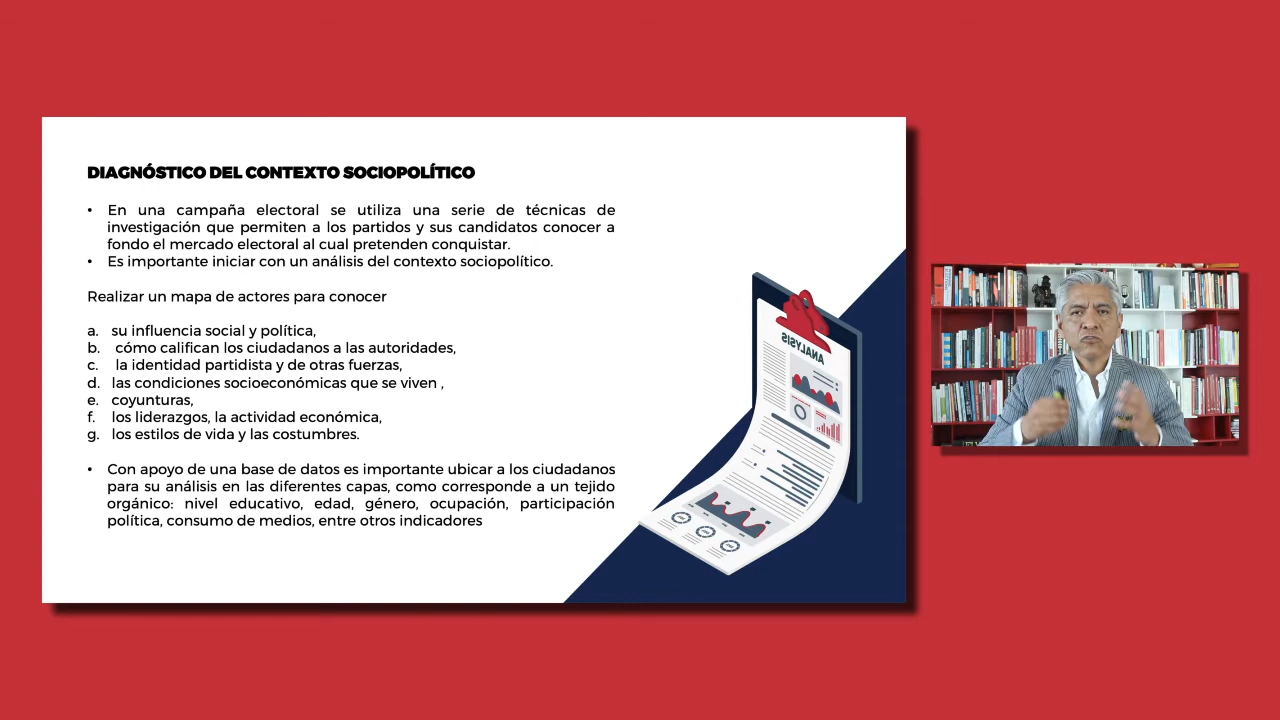 DIAGNÓSTICO DEL CONTEXTO SOCIOPOLÍTICO
• En una campaña electoral se utiliza una serie de técnicas de
investigación que permiten a los partidos y sus candidatos conocer a
fondo el mercado electoral al cual pretenden conquistar.
• Es importante iniciar con un análisis del contexto sociopolítico.
Realizar un mapa de actores para conocer
a. su influencia social y política,
b. cómo califican los ciudadanos a las autoridades,
c. la identidad partidista y de otras fuerzas,
d. las condiciones socioeconómicas que se viven ,
e. coyunturas,
f. los liderazgos, la actividad económica,
g. los estilos de vida y las costumbres.
• Con apoyo de una base de datos es importante ubicar a los ciudadanos
para su análisis en las diferentes capas, como corresponde a un tejido
orgánico: nivel educativo, edad, género, ocupación, participación
política, consumo de medios, entre otros indicadores
ANALYSIS